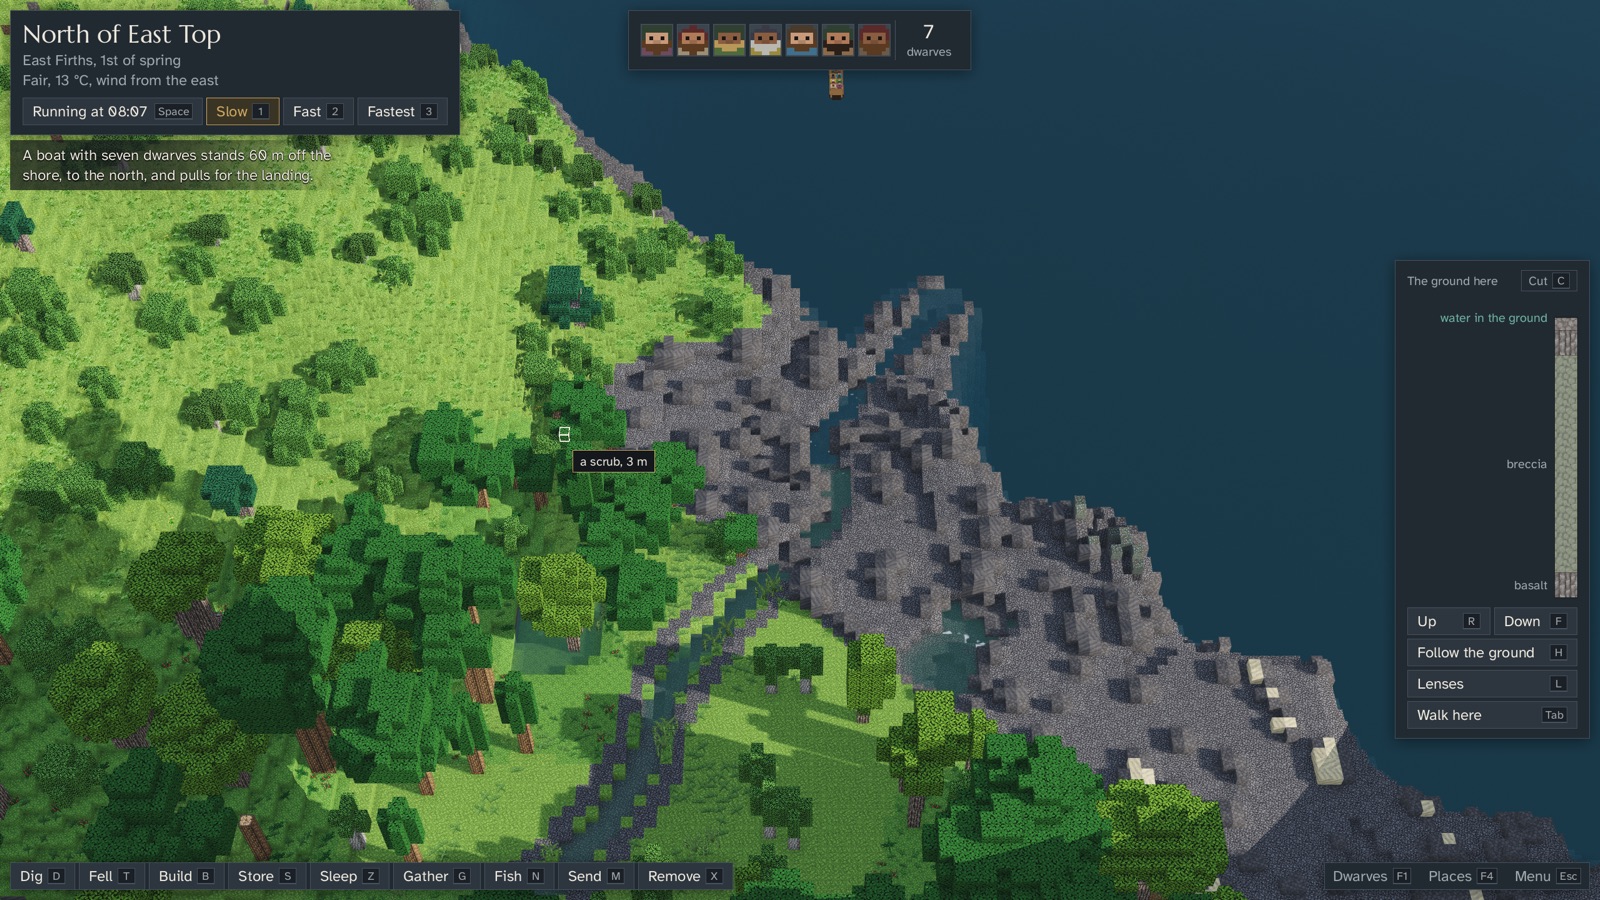 North of East Top
East Firths, 1st of spring
Fair, 13 °C, wind from the east
Running at 08:07 Space Slow 1 Fast 2 Fastest 3
A boat with seven dwarves stands 60 m off the
shore, to the north, and pulls for the landing.
7
dwarves
a scrub, 3 m
The ground here Cut C
water in the ground
breccia
basalt
Up R Down F
Follow the ground H
Lenses L
Walk here Tab
Dig D Fell T Build B Store S Sleep Z Gather G Fish N Send M Remove X
Dwarves F1 Places F4 Menu Esc